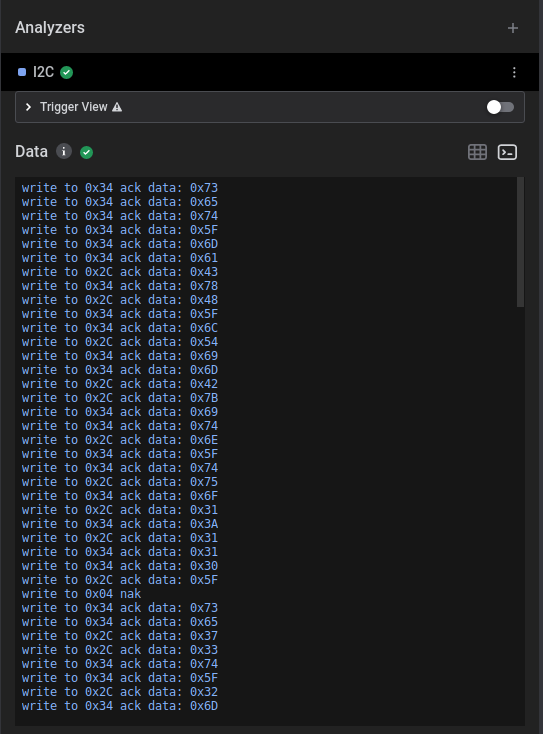 Analyzers
I2C
Trigger View
Data
write to 0x34 ack data: 0x73
write to 0x34 ack data: 0x65
write to 0x34 ack data: 0x74
write to 0x34 ack data: 0x5F
write to 0x34 ack data: 0x6D
write to 0x34 ack data: 0x61
write to 0x2C ack data: 0x43
write to 0x34 ack data: 0x78
write to 0x2C ack data: 0x48
write to 0x34 ack data: 0x5F
write to 0x34 ack data: 0x6C
write to 0x2C ack data: 0x54
write to 0x34 ack data: 0x69
write to 0x34 ack data: 0x6D
write to 0x2C ack data: 0x42
write to 0x2C ack data: 0x7B
write to 0x34 ack data: 0x69
write to 0x34 ack data: 0x74
write to 0x2C ack data: 0x6E
write to 0x34 ack data: 0x5F
write to 0x34 ack data: 0x74
write to 0x2C ack data: 0x75
write to 0x34 ack data: 0x6F
write to 0x2C ack data: 0x31
write to 0x34 ack data: 0x3A
write to 0x2C ack data: 0x31
write to 0x34 ack data: 0x31
write to 0x34 ack data: 0x30
write to 0x2C ack data: 0x5F
write to 0x04 nak
write to 0x34 ack data: 0x73
write to 0x34 ack data: 0x65
write to 0x2C ack data: 0x37
write to 0x2C ack data: 0x33
write to 0x34 ack data: 0x74
write to 0x34 ack data: 0x5F
write to 0x2C ack data: 0x32
write to 0x34 ack data: 0x6D